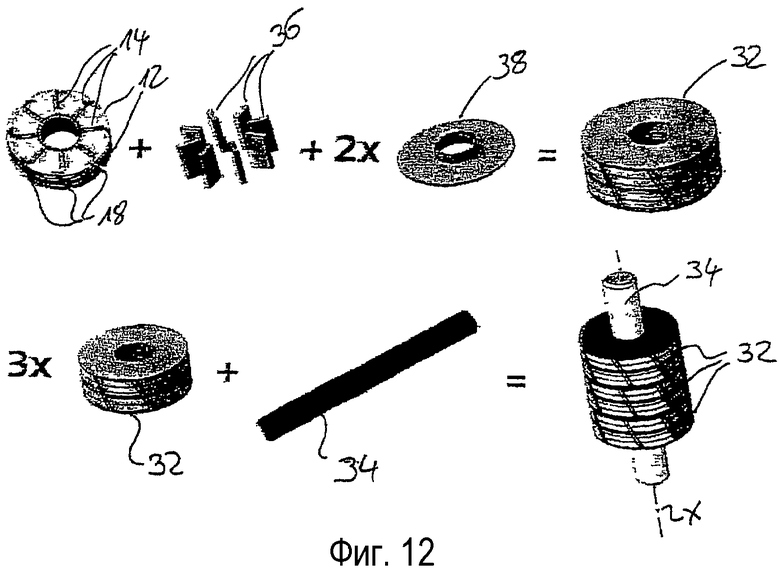 14 12 36 38 32
+ + 2x =
18
34
3x + = 32
32 34
2x
Фиг. 12